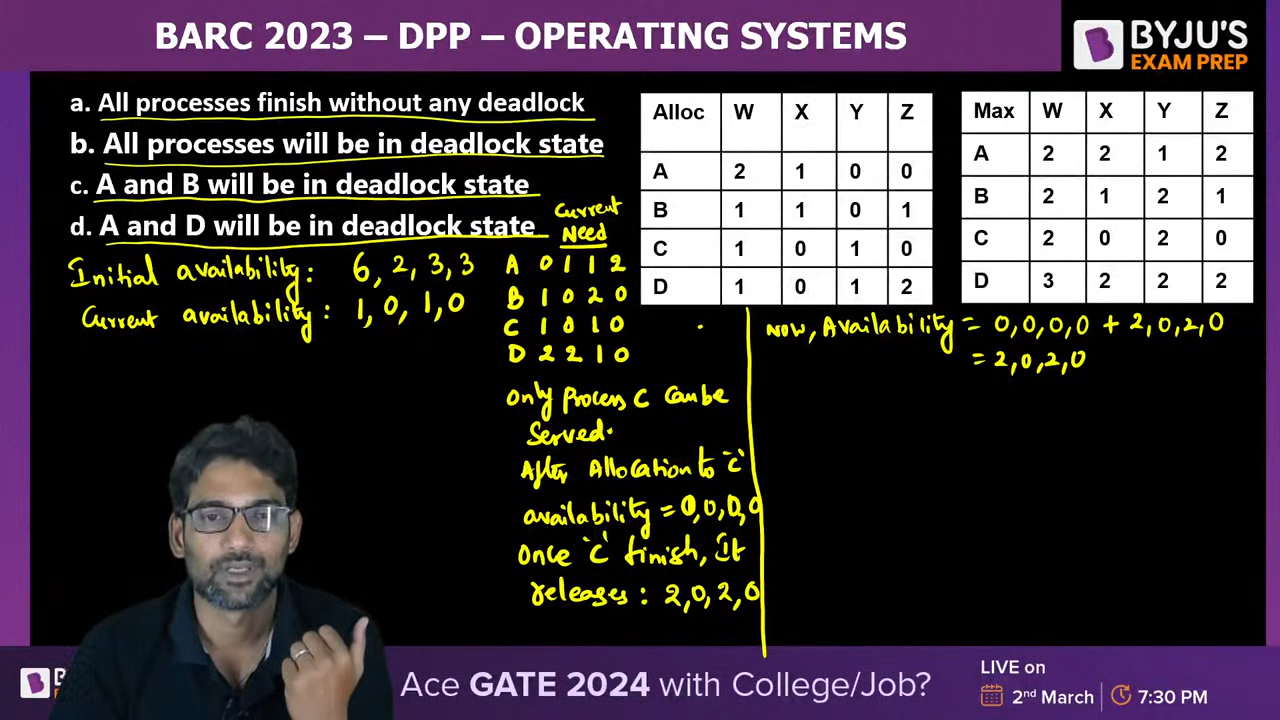 BARC 2023 – DPP – OPERATING SYSTEMS
BYJU'S
EXAM PREP
a. All processes finish without any deadlock
b. All processes will be in deadlock state
c. A and B will be in deadlock state
d. A and D will be in deadlock state
Alloc W X Y Z
A 2 1 0 0
B 1 1 0 1
C 1 0 1 0
D 1 0 1 2
Max W X Y Z
A 2 2 1 2
B 2 1 2 1
C 2 0 2 0
D 3 2 2 2
Initial availability: 6, 2, 3, 3
Current availability: 1, 0, 1, 0
Current
Need
A 0 1 1 2
B 1 0 2 0
C 1 0 1 0
D 2 2 1 0
Only Process C can be
Served.
After Allocation to 'C'
availability = 0,0,0,0
Once 'C' finish, It
releases: 2,0,2,0
Now, Availability = 0,0,0,0 + 2,0,2,0
= 2,0,2,0
Ace GATE 2024 with College/Job?
LIVE on
2nd March
7:30 PM